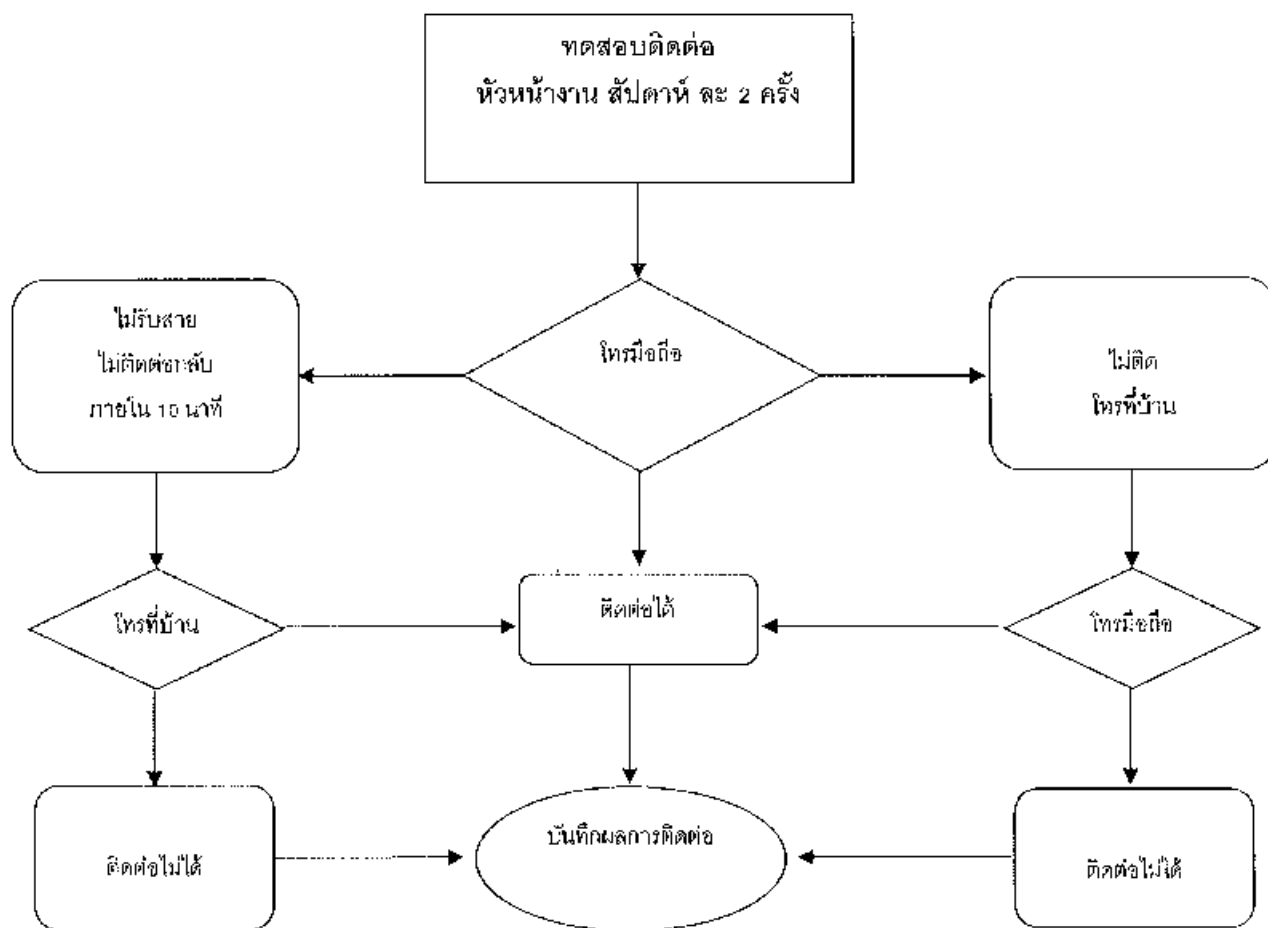 ทดสอบติดต่อ
หัวหน้างาน สัปดาห์ ละ 2 ครั้ง
ไม่รับสาย
ไม่ติดต่อกลับ
ภายใน 10 นาที
โทรมือถือ
ไม่ติด
โทรที่บ้าน
โทรที่บ้าน
ติดต่อได้
โทรมือถือ
ติดต่อไม่ได้
บันทึกผลการติดต่อ
ติดต่อไม่ได้